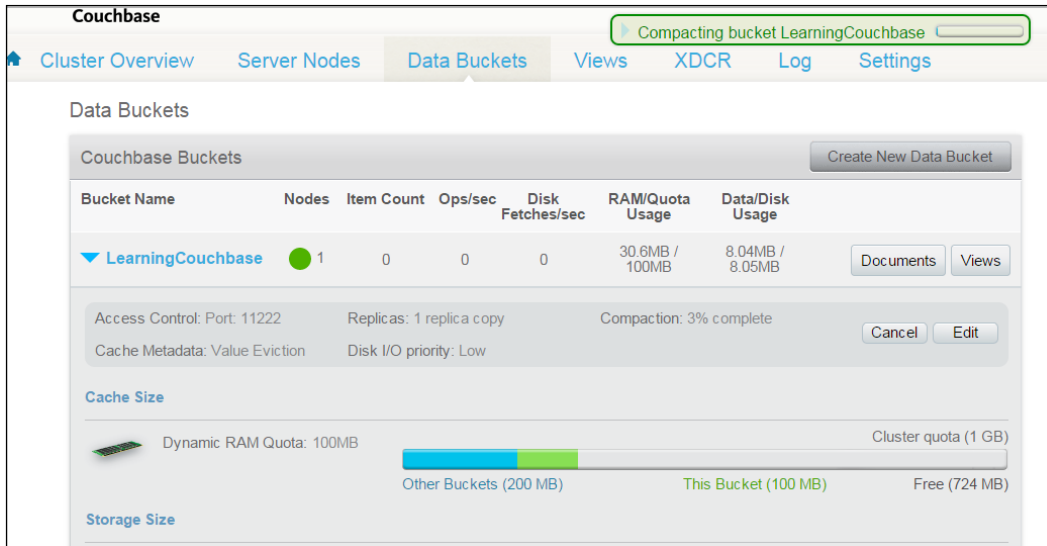 Couchbase
Compacting bucket LearningCouchbase
Cluster Overview Server Nodes Data Buckets Views XDCR Log Settings
Data Buckets
Couchbase Buckets Create New Data Bucket
Bucket Name Nodes Item Count Ops/sec Disk Fetches/sec RAM/Quota Usage Data/Disk Usage
LearningCouchbase 1 0 0 0 30.6MB / 100MB 8.04MB / 8.05MB Documents Views
Access Control: Port: 11222 Replicas: 1 replica copy Compaction: 3% complete
Cancel Edit
Cache Metadata: Value Eviction Disk I/O priority: Low
Cache Size
Dynamic RAM Quota: 100MB Cluster quota (1 GB)
Other Buckets (200 MB) This Bucket (100 MB) Free (724 MB)
Storage Size